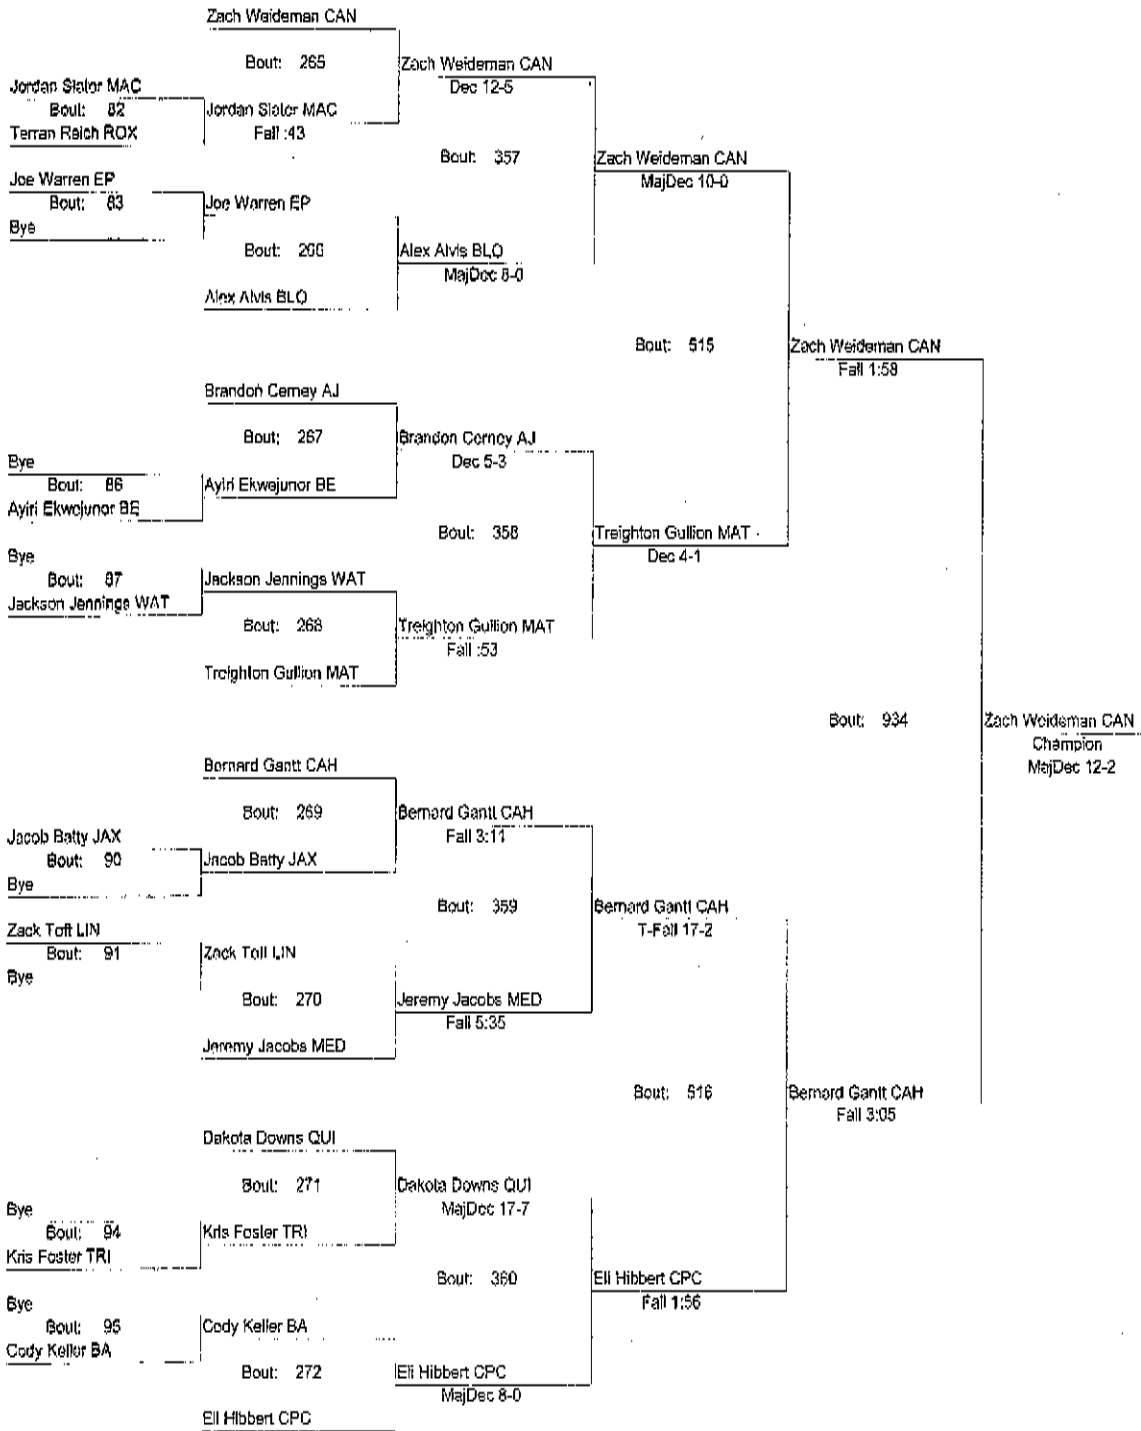 Zach Weideman CAN
Bout: 265
Zach Weideman CAN
Dec 12-5
Jordan Slater MAC
Bout: 82
Jordan Slater MAC
Fall :43
Terran Reich ROX
Bout: 357
Zach Weideman CAN
MajDec 10-0
Joe Warren EP
Bout: 83
Joe Warren EP
Bye
Bout: 266
Alex Alvis BLO
MajDec 8-0
Alex Alvis BLO
Bout: 515
Zach Weideman CAN
Fall 1:58
Brandon Cerney AJ
Bout: 267
Brandon Cerney AJ
Dec 5-3
Bye
Bout: 86
Ayiri Ekwejunor BE
Ayiri Ekwejunor BE
Bout: 358
Treighton Gullion MAT
Dec 4-1
Bye
Bout: 87
Jackson Jennings WAT
Jackson Jennings WAT
Bout: 268
Treighton Gullion MAT
Fall :53
Treighton Gullion MAT
Bout: 934
Zach Weideman CAN
Champion
MajDec 12-2
Bernard Gantt CAH
Bout: 269
Bernard Gantt CAH
Fall 3:11
Jacob Batty JAX
Bout: 90
Jacob Batty JAX
Bye
Bout: 359
Bernard Gantt CAH
T-Fall 17-2
Zack Toft LIN
Bout: 91
Zack Toft LIN
Bye
Bout: 270
Jeremy Jacobs MED
Fall 5:35
Jeremy Jacobs MED
Bout: 516
Bernard Gantt CAH
Fall 3:05
Dakota Downs QUI
Bout: 271
Dakota Downs QUI
MajDec 17-7
Bye
Bout: 94
Kris Foster TRI
Kris Foster TRI
Bout: 360
Eli Hibbert CPC
Fall 1:56
Bye
Bout: 95
Cody Keller BA
Cody Keller BA
Bout: 272
Eli Hibbert CPC
MajDec 8-0
Eli Hibbert CPC